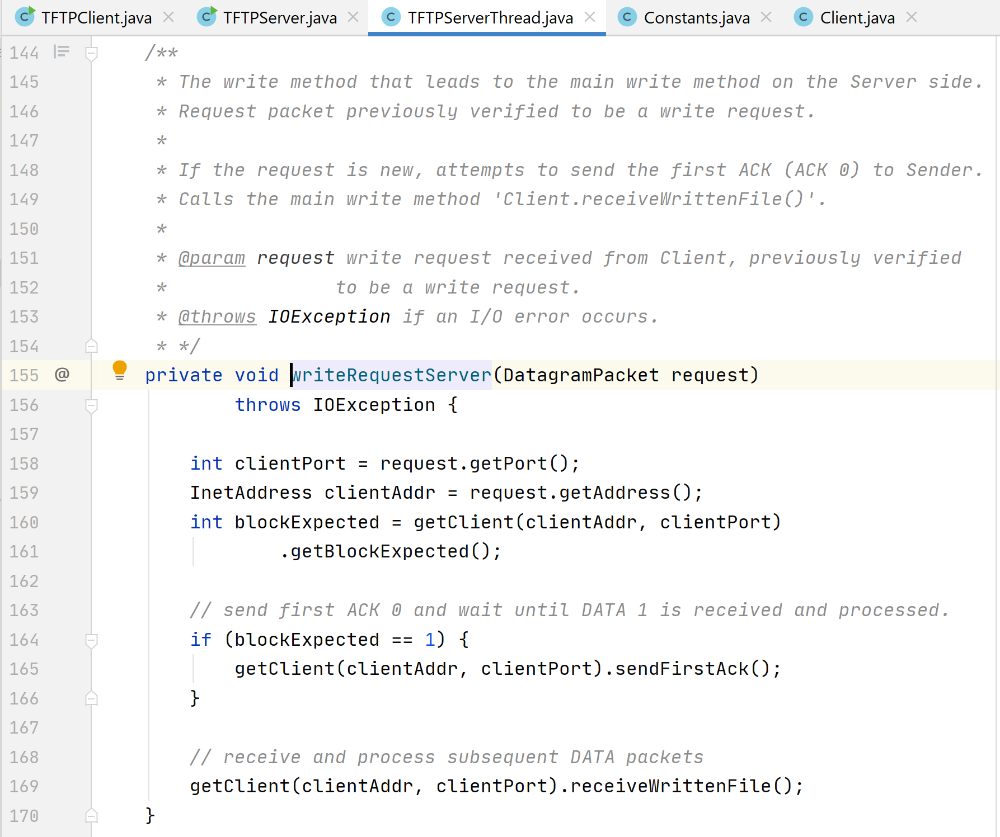 TFTPClient.java TFTPServer.java TFTPServerThread.java Constants.java Client.java
144 /**
145 * The write method that leads to the main write method on the Server side.
146 * Request packet previously verified to be a write request.
147 *
148 * If the request is new, attempts to send the first ACK (ACK 0) to Sender.
149 * Calls the main write method 'Client.receiveWrittenFile()'.
150 *
151 * @param request write request received from Client, previously verified
152 * to be a write request.
153 * @throws IOException if an I/O error occurs.
154 * */
155 @ private void writeRequestServer(DatagramPacket request)
156 throws IOException {
157
158 int clientPort = request.getPort();
159 InetAddress clientAddr = request.getAddress();
160 int blockExpected = getClient(clientAddr, clientPort)
161 .getBlockExpected();
162
163 // send first ACK 0 and wait until DATA 1 is received and processed.
164 if (blockExpected == 1) {
165 getClient(clientAddr, clientPort).sendFirstAck();
166 }
167
168 // receive and process subsequent DATA packets
169 getClient(clientAddr, clientPort).receiveWrittenFile();
170 }